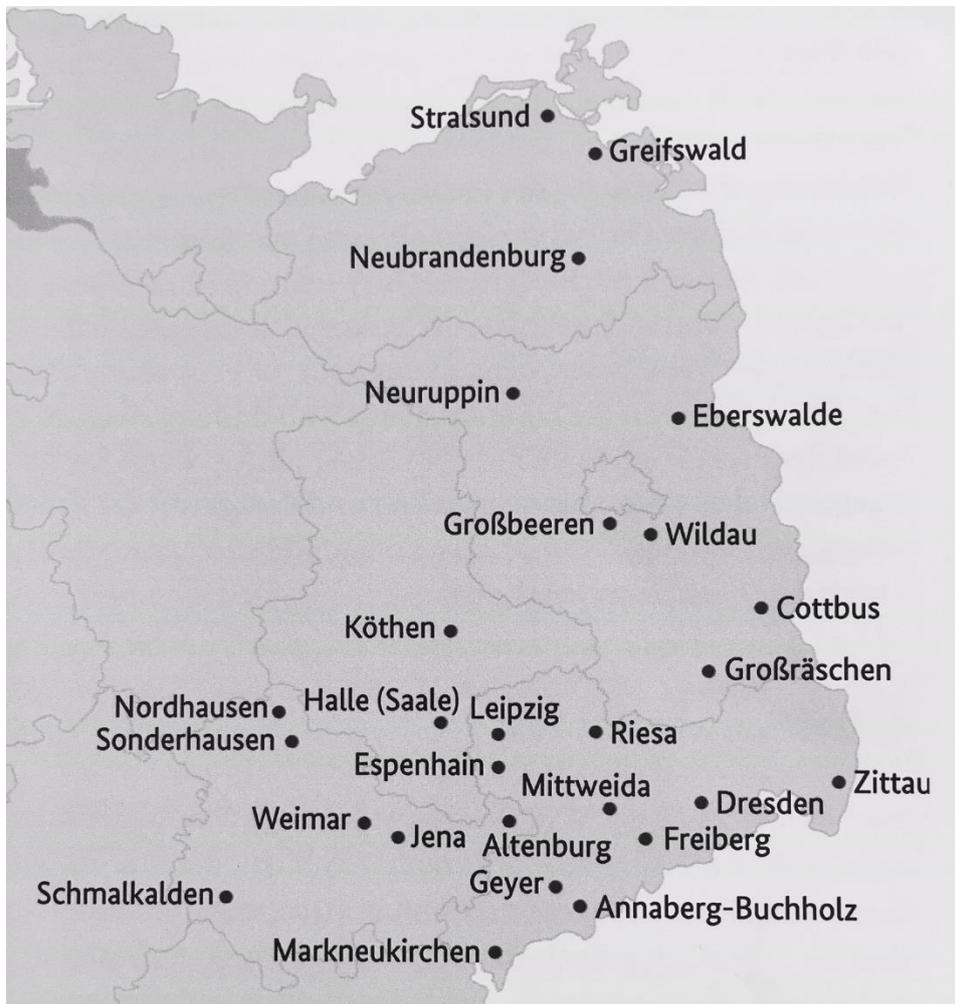 Stralsund
Greifswald
Neubrandenburg
Neuruppin
Eberswalde
Großbeeren
Wildau
Cottbus
Köthen
Großräschen
Halle (Saale)
Nordhausen
Leipzig
Sonderhausen
Riesa
Espenhain
Mittweida
Zittau
Dresden
Weimar
Jena
Altenburg
Freiberg
Geyer
Schmalkalden
Annaberg-Buchholz
Markneukirchen